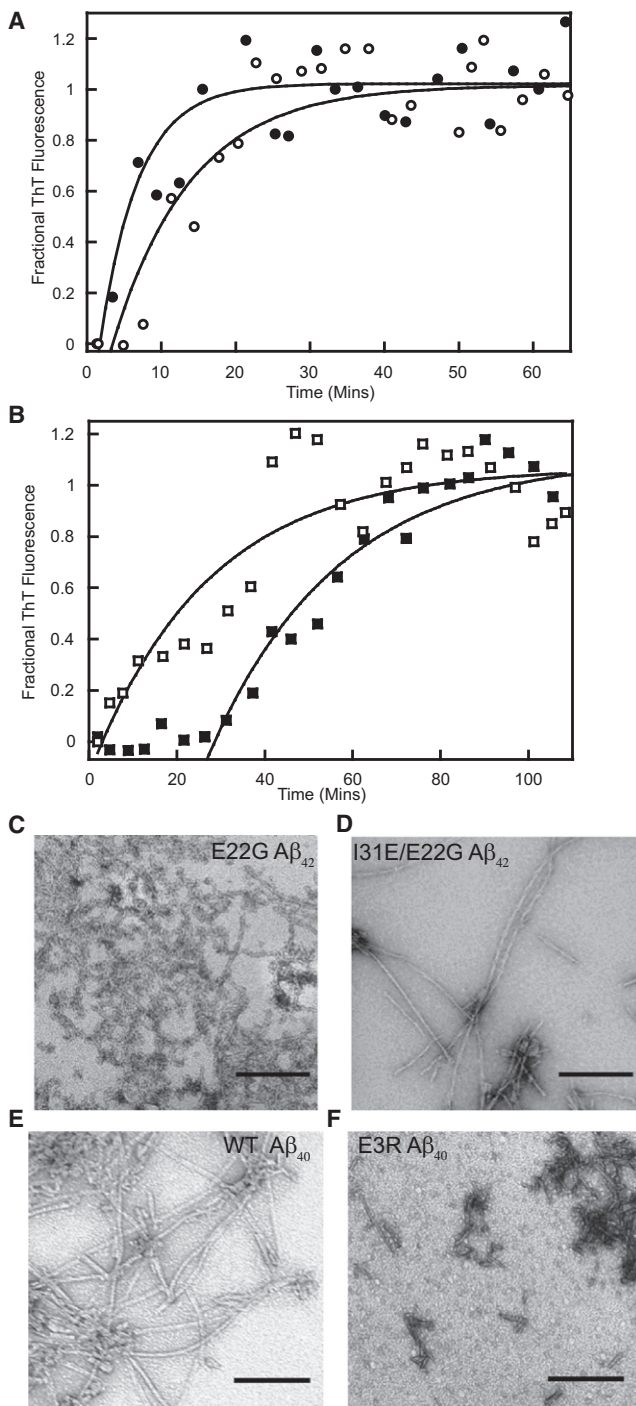 A
1.2
1
0.8
0.6
0.4
0.2
0
Fractional ThT Fluorescence
0 10 20 30 40 50 60
Time (Mins)
B
1.2
1
0.8
0.6
0.4
0.2
0
Fractional ThT Fluorescence
0 20 40 60 80 100
Time (Mins)
C
E22G Aβ42
D
I31E/E22G Aβ42
E
WT Aβ40
F
E3R Aβ40